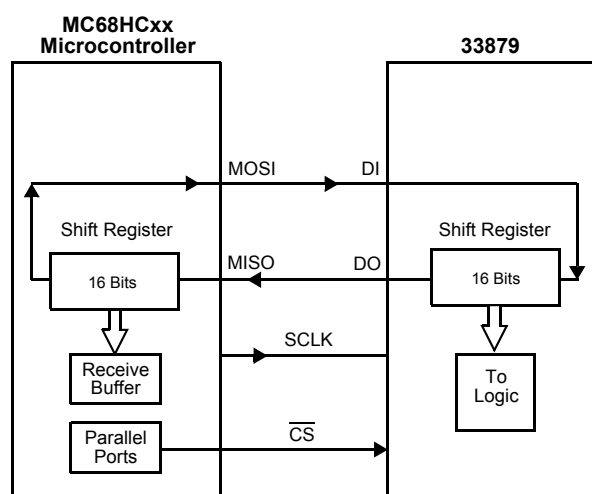 MC68HCxx
Microcontroller
33879
MOSI
DI
Shift Register
Shift Register
MISO
DO
16 Bits
16 Bits
SCLK
Receive
Buffer
To
Logic
Parallel
Ports
CS